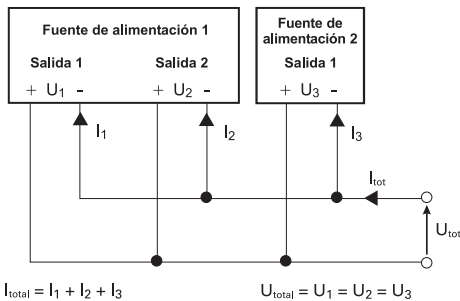 Fuente de alimentación 1
Salida 1
Salida 2
+ U1 -
+ U2 -
Fuente de
alimentación 2
Salida 1
+ U3 -
I1
I2
I3
Itot
Utot
Itotal = I1 + I2 + I3
Utotal = U1 = U2 = U3